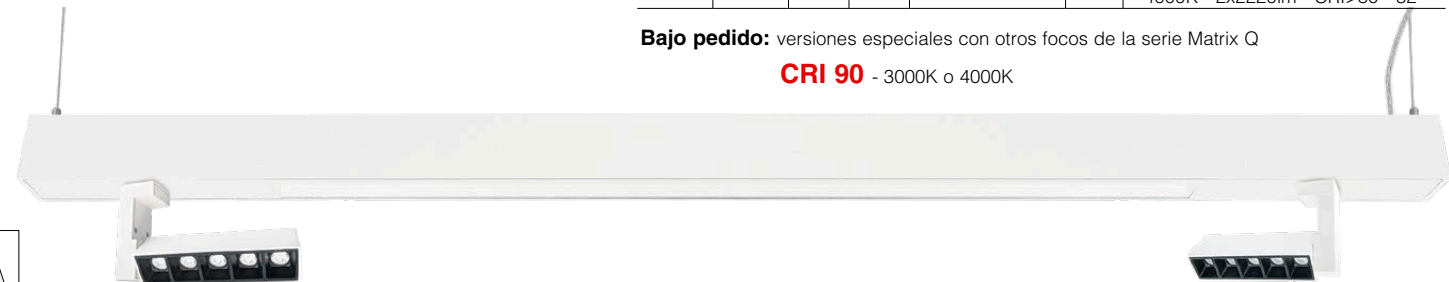 Bajo pedido: versiones especiales con otros focos de la serie Matrix Q
CRI 90 - 3000K o 4000K